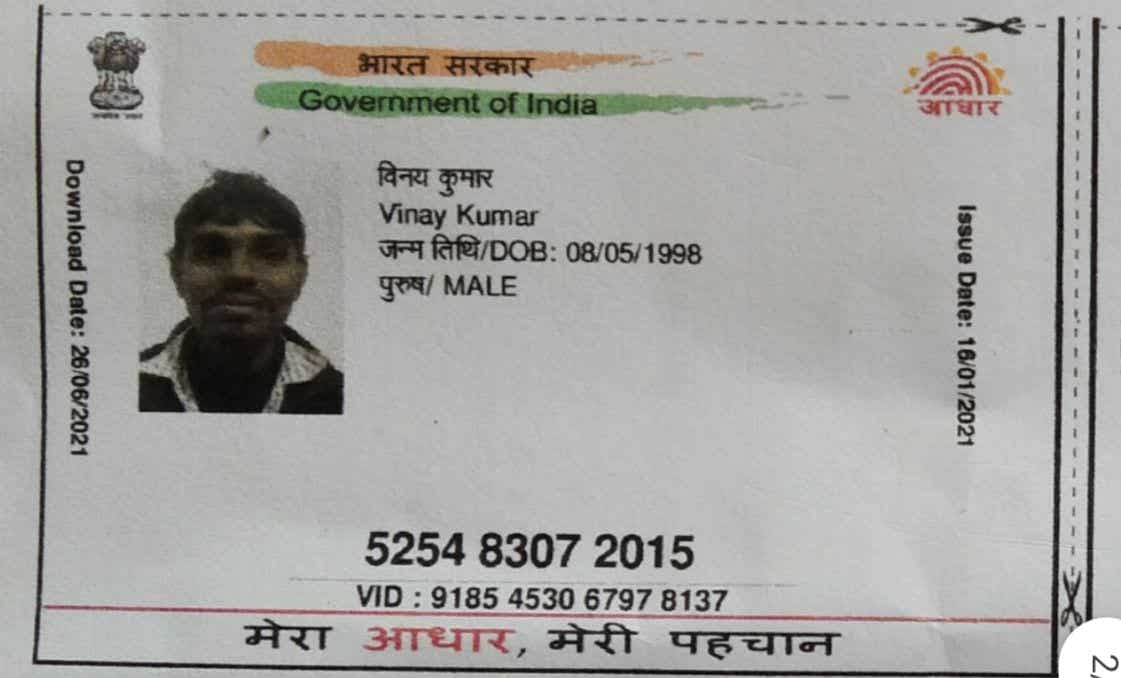 भारत सरकार
Government of India
आधार
Download Date: 26/06/2021
विनय कुमार
Vinay Kumar
जन्म तिथि/DOB: 08/05/1998
पुरुष/ MALE
Issue Date: 16/01/2021
5254 8307 2015
VID : 9185 4530 6797 8137
मेरा आधार, मेरी पहचान